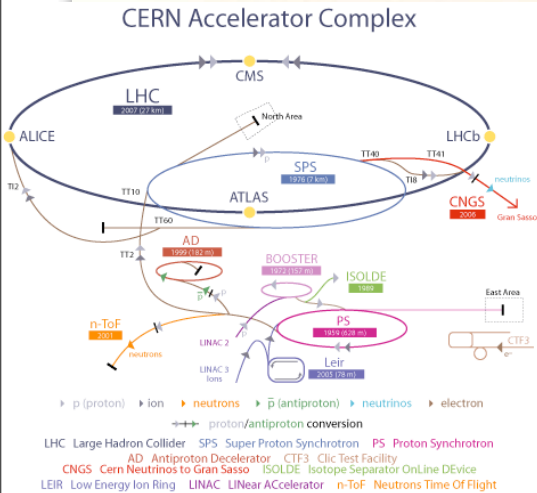 CERN Accelerator Complex
CMS
North Area
LHC
2007 (27 km)
ALICE
LHCb
TT40
TT41
SPS
1976 (7 km)
TI8
TI2
TT10
ATLAS
neutrinos
CNGS
2006
Gran Sasso
TT60
AD
1999 (182 m)
TT2
BOOSTER
1972 (157 m)
ISOLDE
1989
East Area
p
p
p̅
p
n-ToF
2001
LINAC 2
neutrons
PS
1959 (628 m)
CTF3
e-
LINAC 3
Ions
Leir
2005 (78 m)
p (proton) ion neutrons p̅ (antiproton) neutrinos electron
proton/antiproton conversion
LHC Large Hadron Collider SPS Super Proton Synchrotron PS Proton Synchrotron
AD Antiproton Decelerator CTF3 Clic Test Facility
CNGS Cern Neutrinos to Gran Sasso ISOLDE Isotope Separator OnLine DEvice
LEIR Low Energy Ion Ring LINAC LINear ACcelerator n-ToF Neutrons Time Of Flight